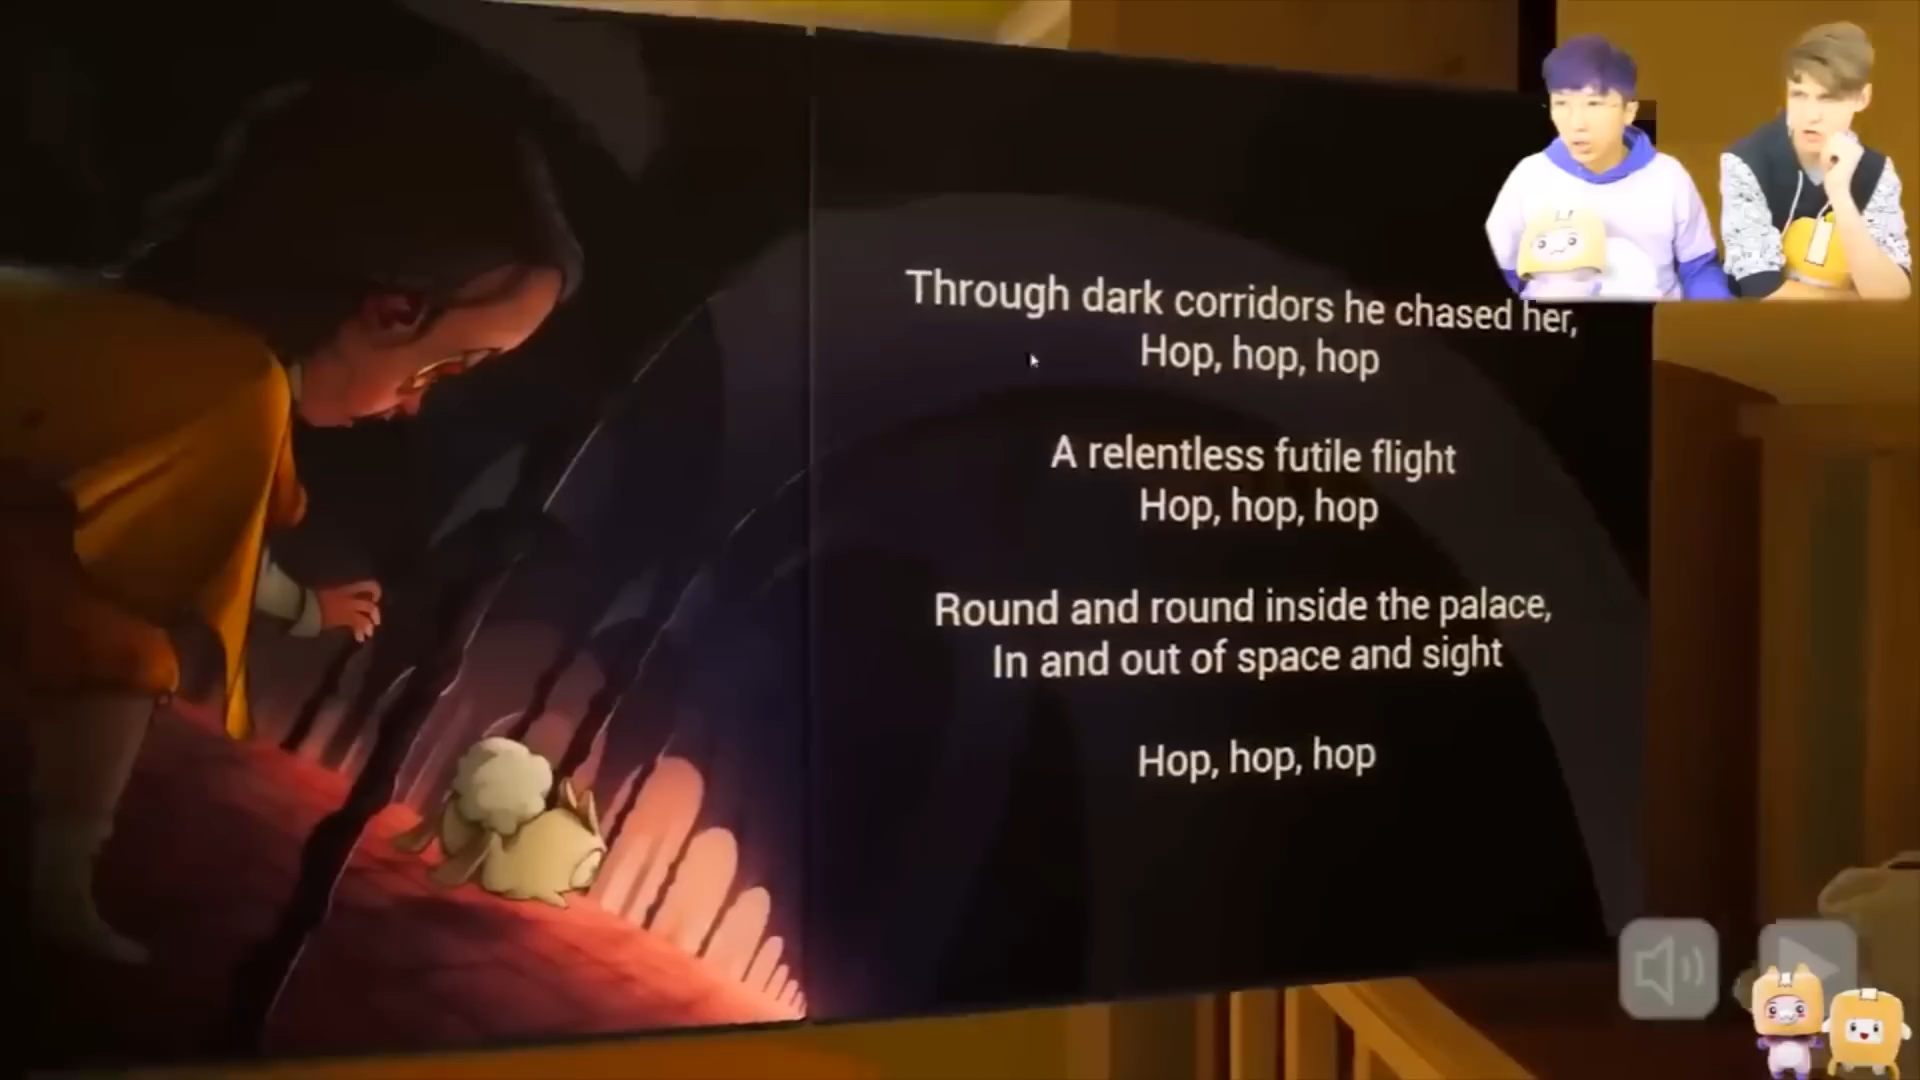 Through dark corridors he chased her,
Hop, hop, hop
A relentless futile flight
Hop, hop, hop
Round and round inside the palace,
In and out of space and sight
Hop, hop, hop